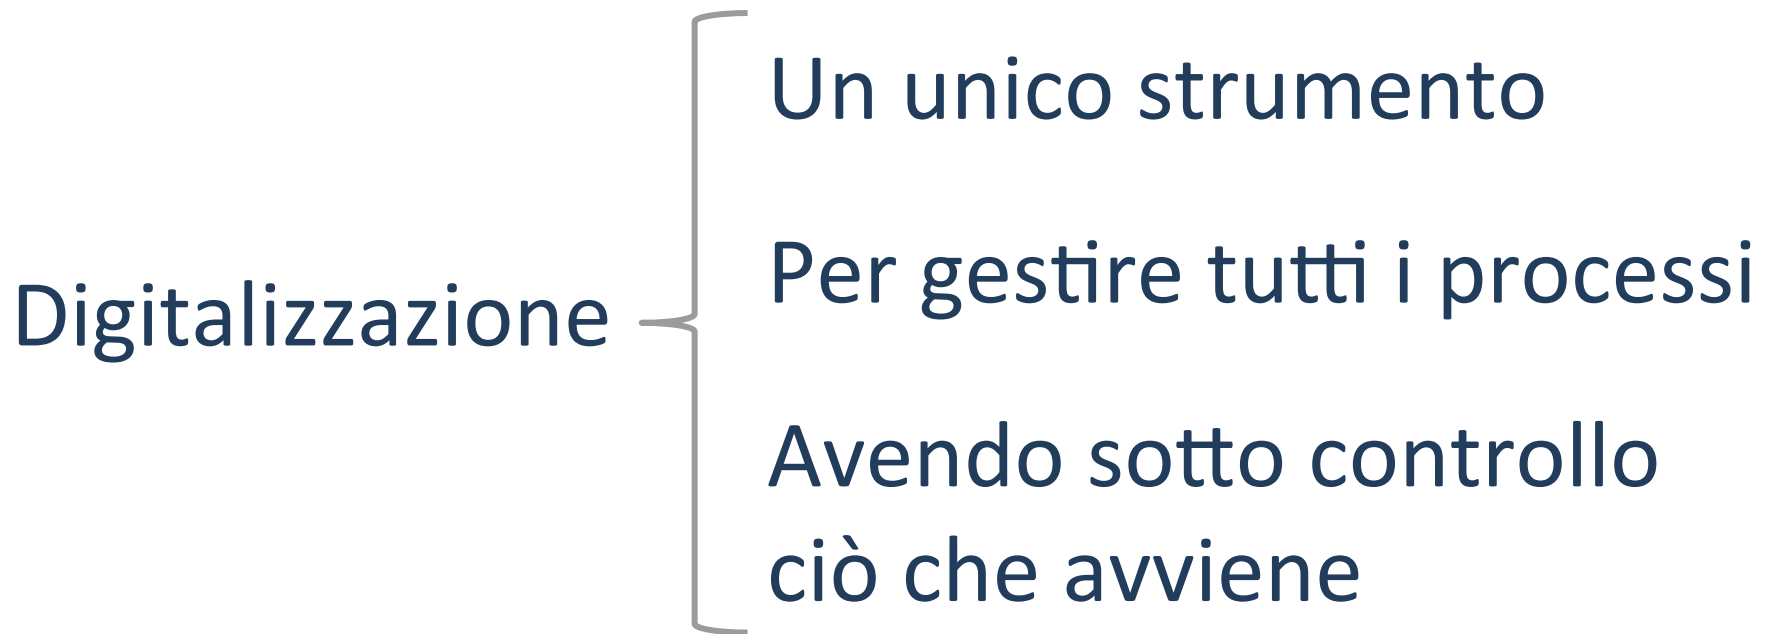 Digitalizzazione
Un unico strumento
Per gestire tutti i processi
Avendo sotto controllo
ciò che avviene